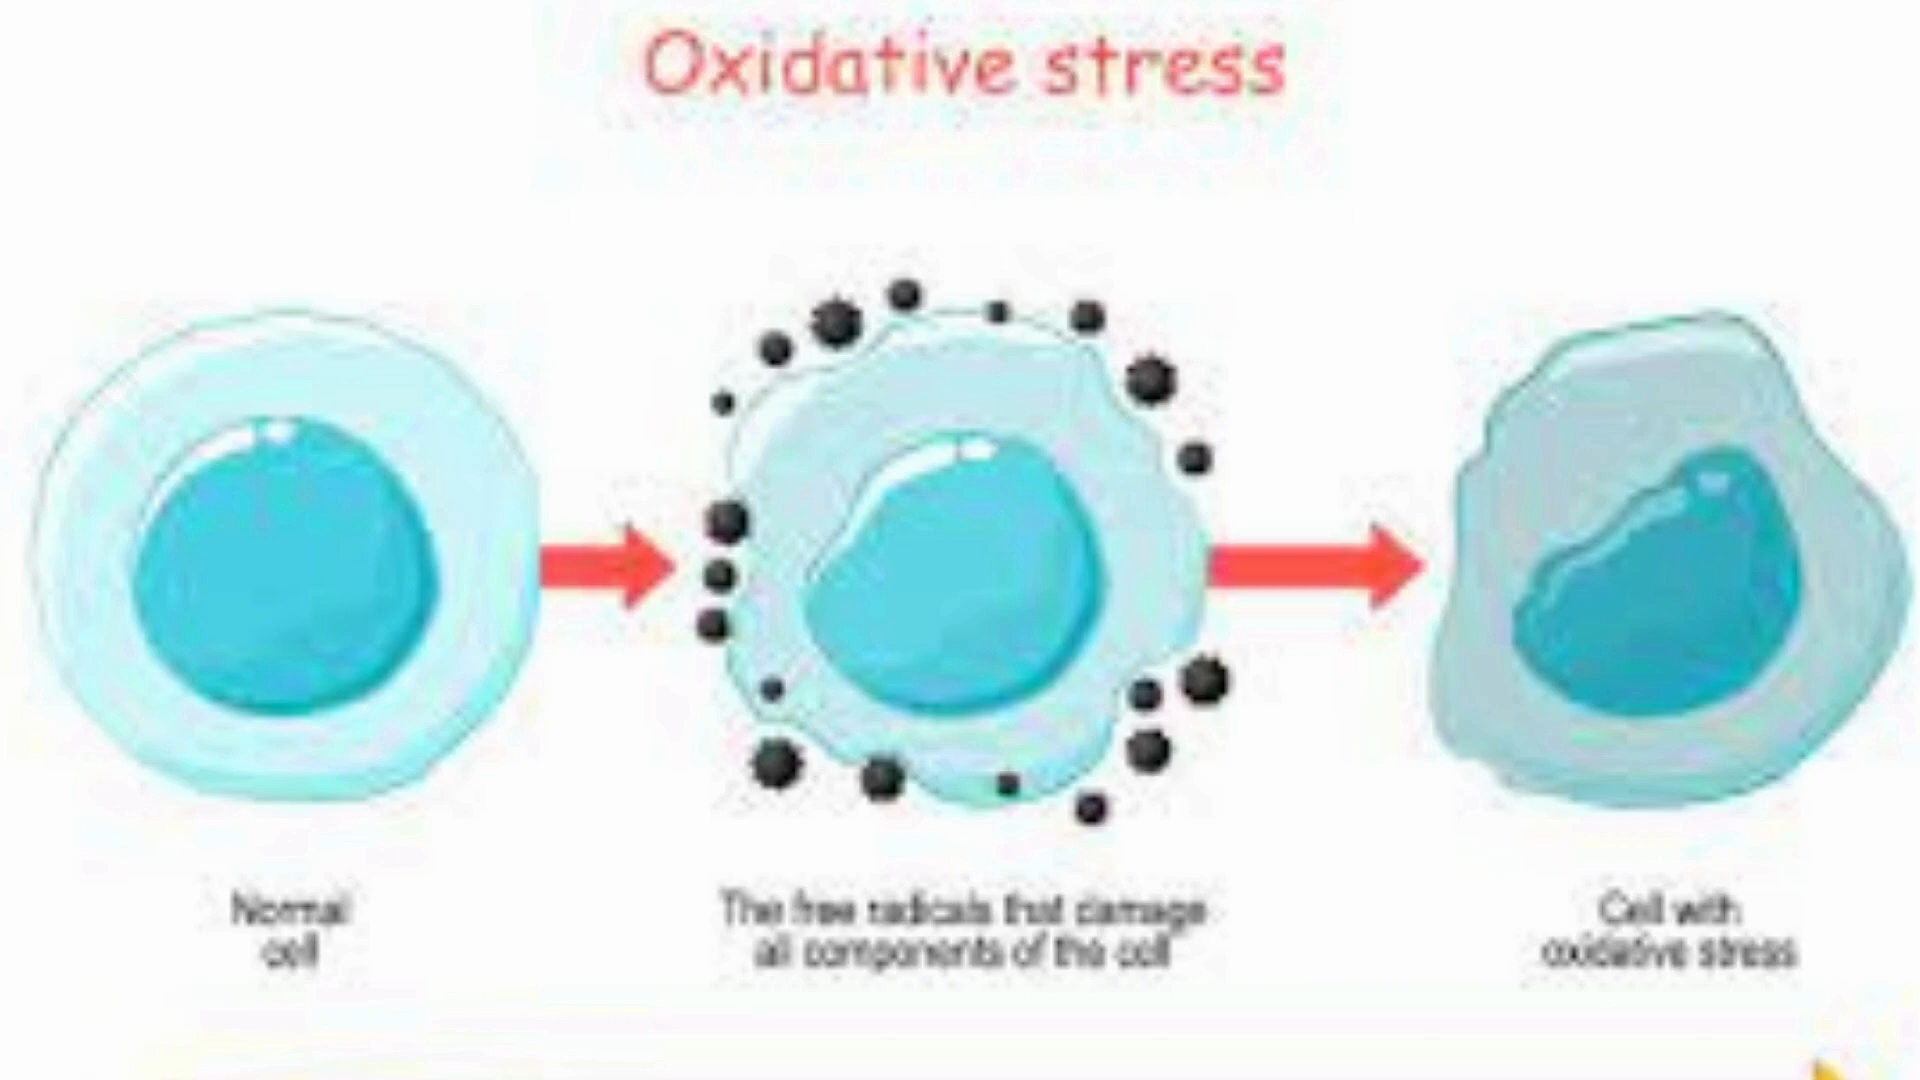 Oxidative stress
Normal
cell
The free radicals that damage
all components of the cell
Cell with
oxidative stress